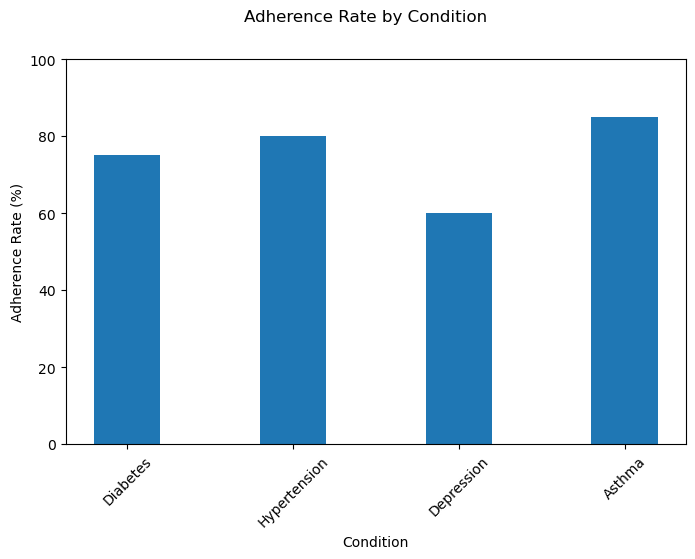 Adherence Rate by Condition
Adherence Rate (%)
100
80
60
40
20
0
Diabetes
Hypertension
Depression
Asthma
Condition